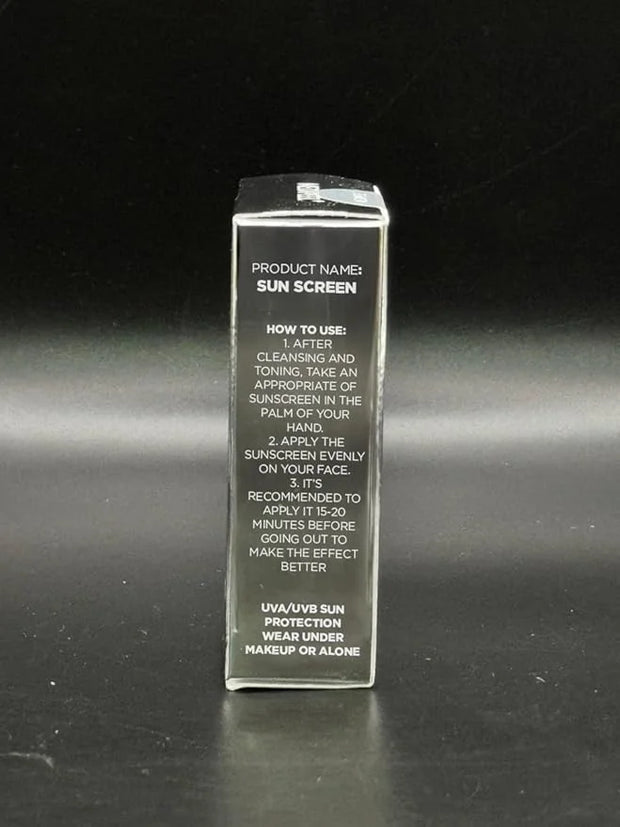 PRODUCT NAME:
SUN SCREEN
HOW TO USE:
1. AFTER
CLEANSING AND
TONING, TAKE AN
APPROPRIATE OF
SUNSCREEN IN THE
PALM OF YOUR
HAND.
2. APPLY THE
SUNSCREEN EVENLY
ON YOUR FACE.
3. IT'S
RECOMMENDED TO
APPLY IT 15-20
MINUTES BEFORE
GOING OUT TO
MAKE THE EFFECT
BETTER
UVA/UVB SUN
PROTECTION
WEAR UNDER
MAKEUP OR ALONE